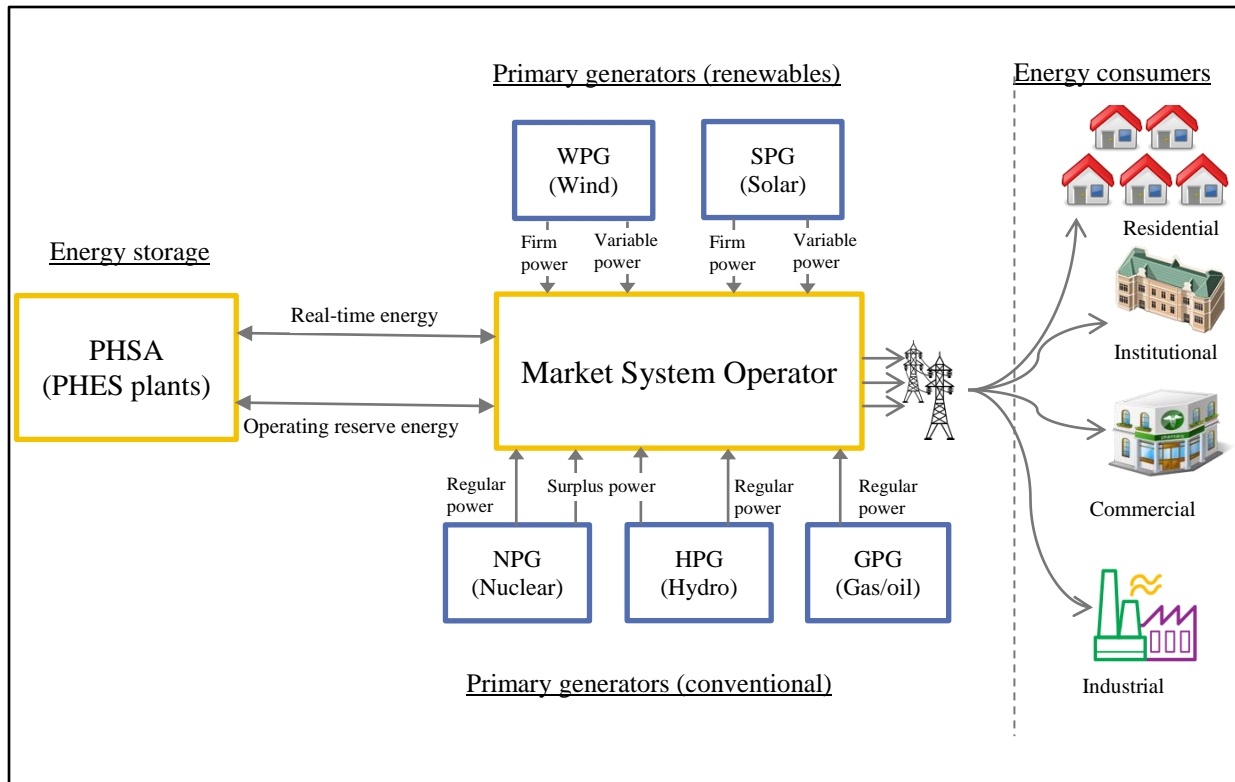 Primary generators (renewables)
Energy consumers
WPG
(Wind)
SPG
(Solar)
Firm
power
Variable
power
Firm
power
Variable
power
Residential
Energy storage
PHSA
(PHES plants)
Real-time energy
Operating reserve energy
Market System Operator
Institutional
pharmacy
Commercial
Regular
power
Surplus power
Regular
power
Regular
power
NPG
(Nuclear)
HPG
(Hydro)
GPG
(Gas/oil)
Industrial
Primary generators (conventional)